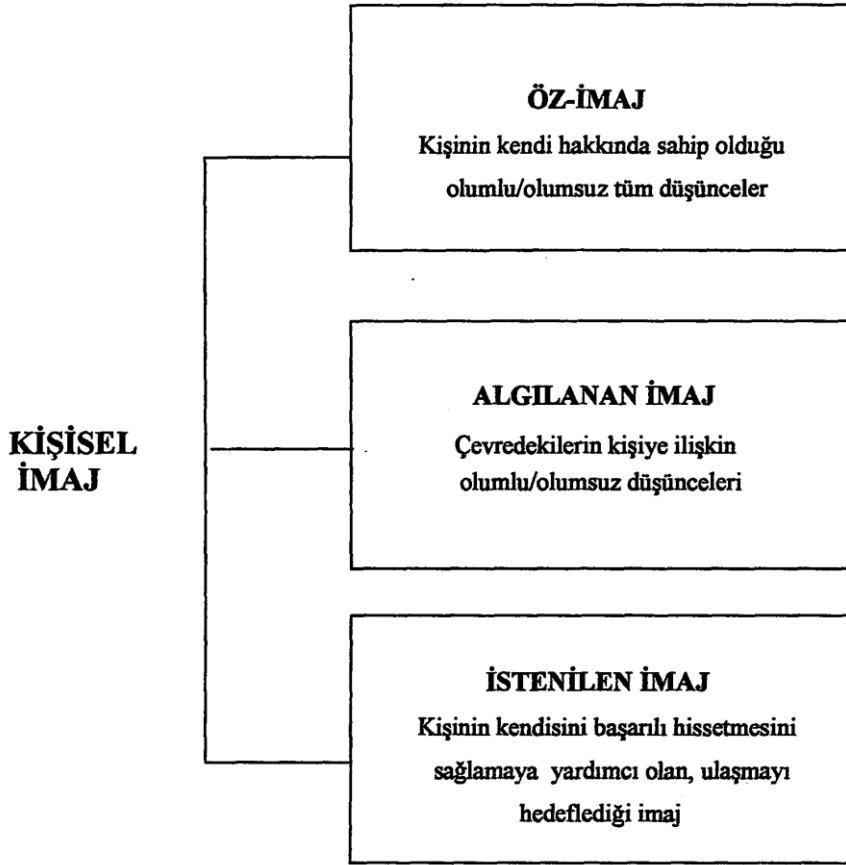 ÖZ-İMAJ
Kişinin kendi hakkında sahip olduğu
olumlu/olumsuz tüm düşünceler
ALGILANAN İMAJ
Çevredekilerin kişiye ilişkin
olumlu/olumsuz düşünceleri
KİŞİSEL
İMAJ
İSTENİLEN İMAJ
Kişinin kendisini başarılı hissetmesini
sağlamaya yardımcı olan, ulaşmayı
hedeflediği imaj